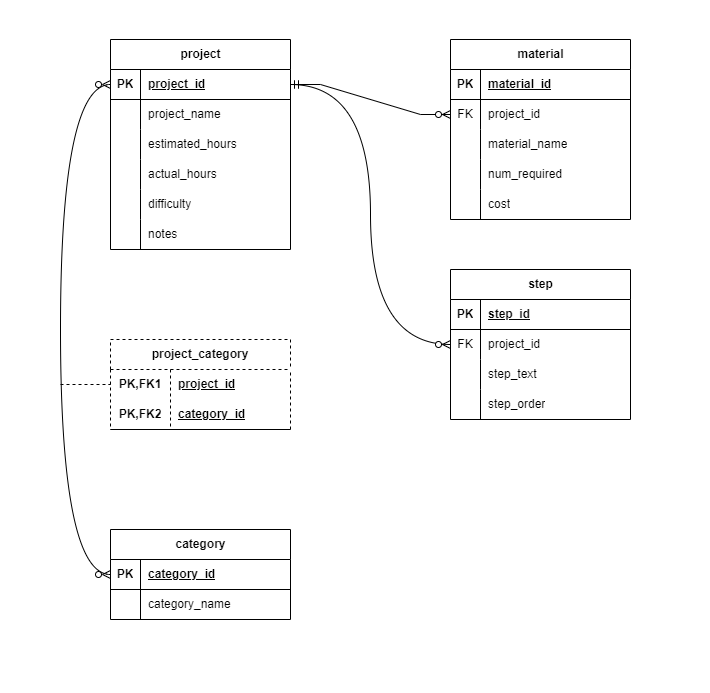 project
PK project_id
project_name
estimated_hours
actual_hours
difficulty
notes
material
PK material_id
FK project_id
material_name
num_required
cost
step
PK step_id
FK project_id
step_text
step_order
project_category
PK,FK1 project_id
PK,FK2 category_id
category
PK category_id
category_name